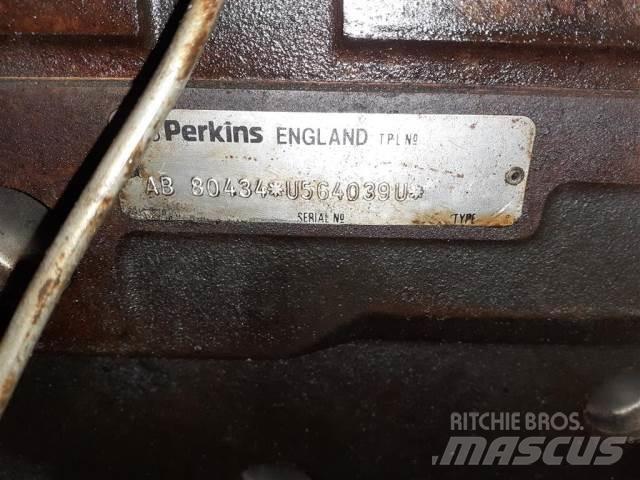 Perkins ENGLAND TPL Nº
AB 80434*U564039U*
SERIAL Nº TYPE
RITCHIE BROS.
MASCUS